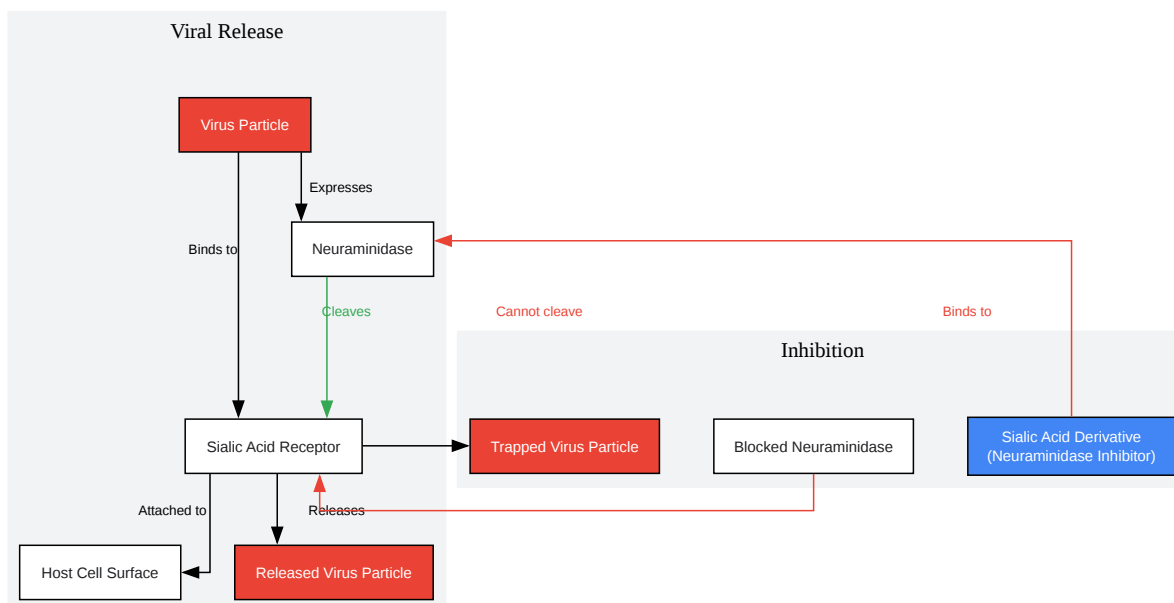 Viral Release
Virus Particle
Expresses
Binds to
Neuraminidase
Cleaves
Cannot cleave
Binds to
Inhibition
Sialic Acid Receptor
Trapped Virus Particle
Blocked Neuraminidase
Sialic Acid Derivative
(Neuraminidase Inhibitor)
Attached to
Releases
Host Cell Surface
Released Virus Particle